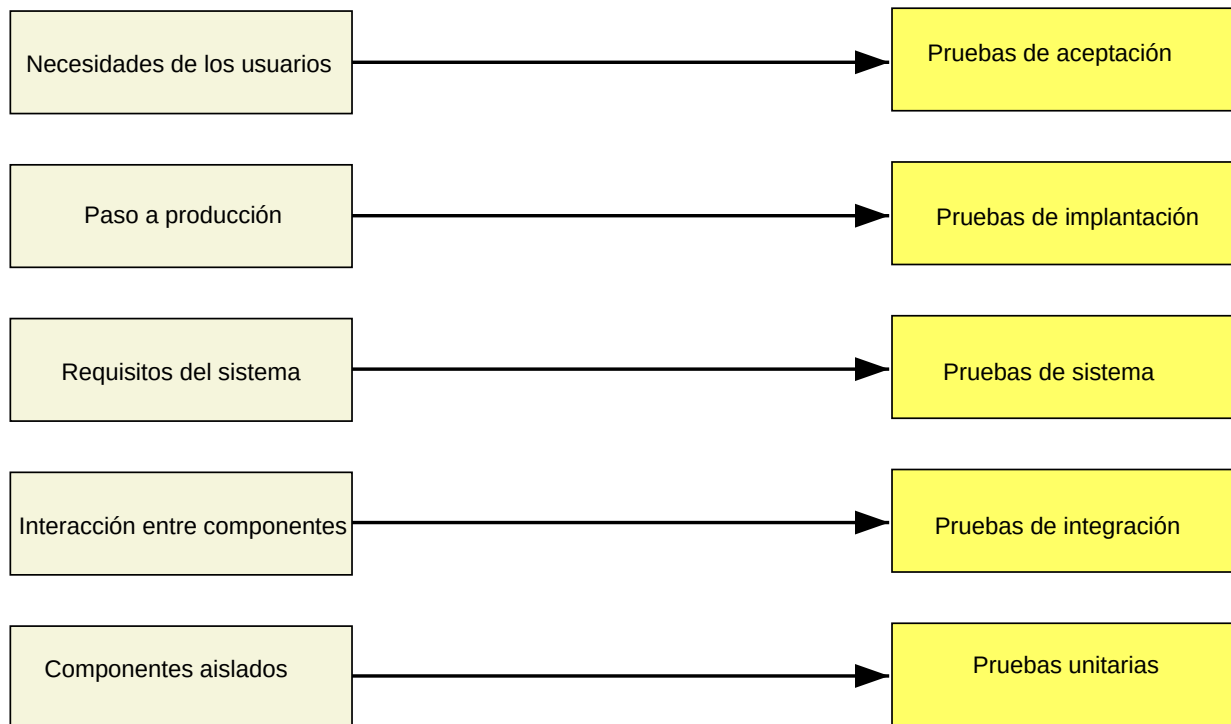 Necesidades de los usuarios
Pruebas de aceptación
Paso a producción
Pruebas de implantación
Requisitos del sistema
Pruebas de sistema
Interacción entre componentes
Pruebas de integración
Componentes aislados
Pruebas unitarias